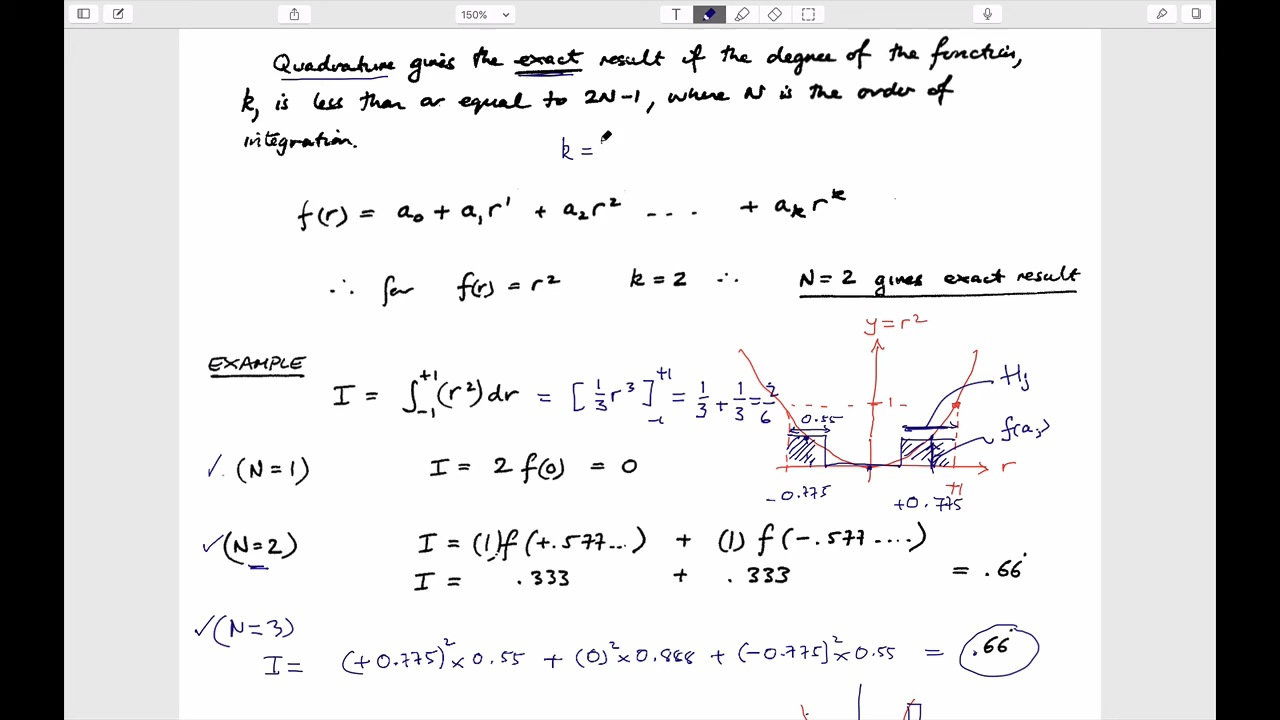 150%
T
Quadrature gives the exact result if the degree of the function,
k, is less than or equal to 2N-1, where N is the order of
integration.
k =
f(r) = a₀ + a₁r¹ + a₂r² .... + aₖrᵏ
∴ for f(r) = r² k = 2 ∴ N = 2 gives exact result
y = r²
EXAMPLE
I = ∫₋₁⁺¹ (r²) dr = [⅓ r³]₋₁⁺¹ = 1/3 + 1/3 = 2/6
1
Hj
0.55
f(aj)
✓ (N=1) I = 2 f(0) = 0
r
-0.775 +0.775 +1
✓ (N=2) I = (1) f(+.577...) + (1) f(-.577....)
I = .333 + .333 = .66̇
✓ (N=3)
I = (+0.775)² × 0.55 + (0)² × 0.888 + (-0.775)² × 0.55 = .66̇